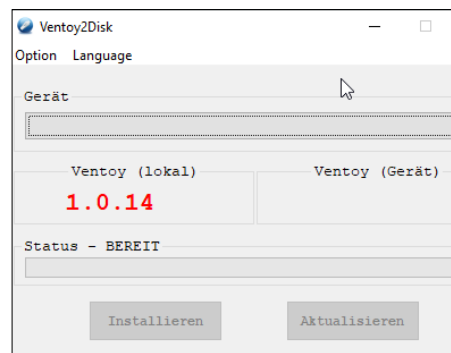 Ventoy2Disk
Option Language
Gerät
Ventoy (lokal) Ventoy (Gerät)
1.0.14
Status - BEREIT
Installieren Aktualisieren